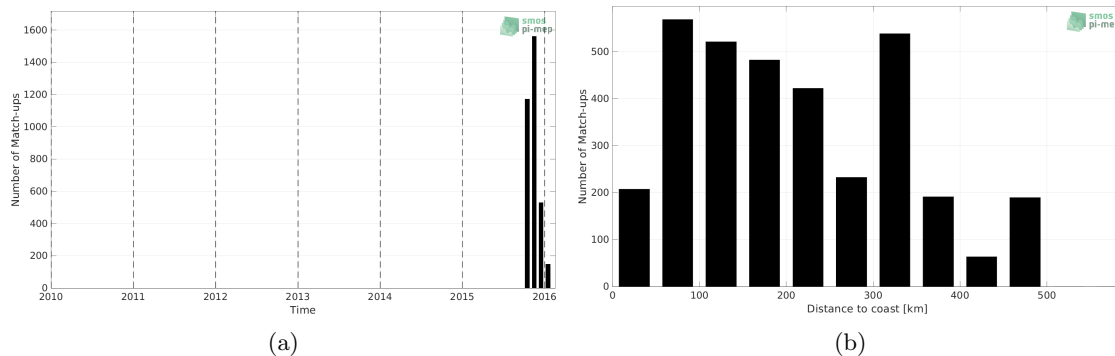 smos
pi-mep
1600
1400
1200
1000
800
600
400
200
0
Number of Match-ups
2010 2011 2012 2013 2014 2015 2016
Time
(a)
smos
pi-mep
500
400
300
200
100
0
Number of Match-ups
0 100 200 300 400 500
Distance to coast [km]
(b)